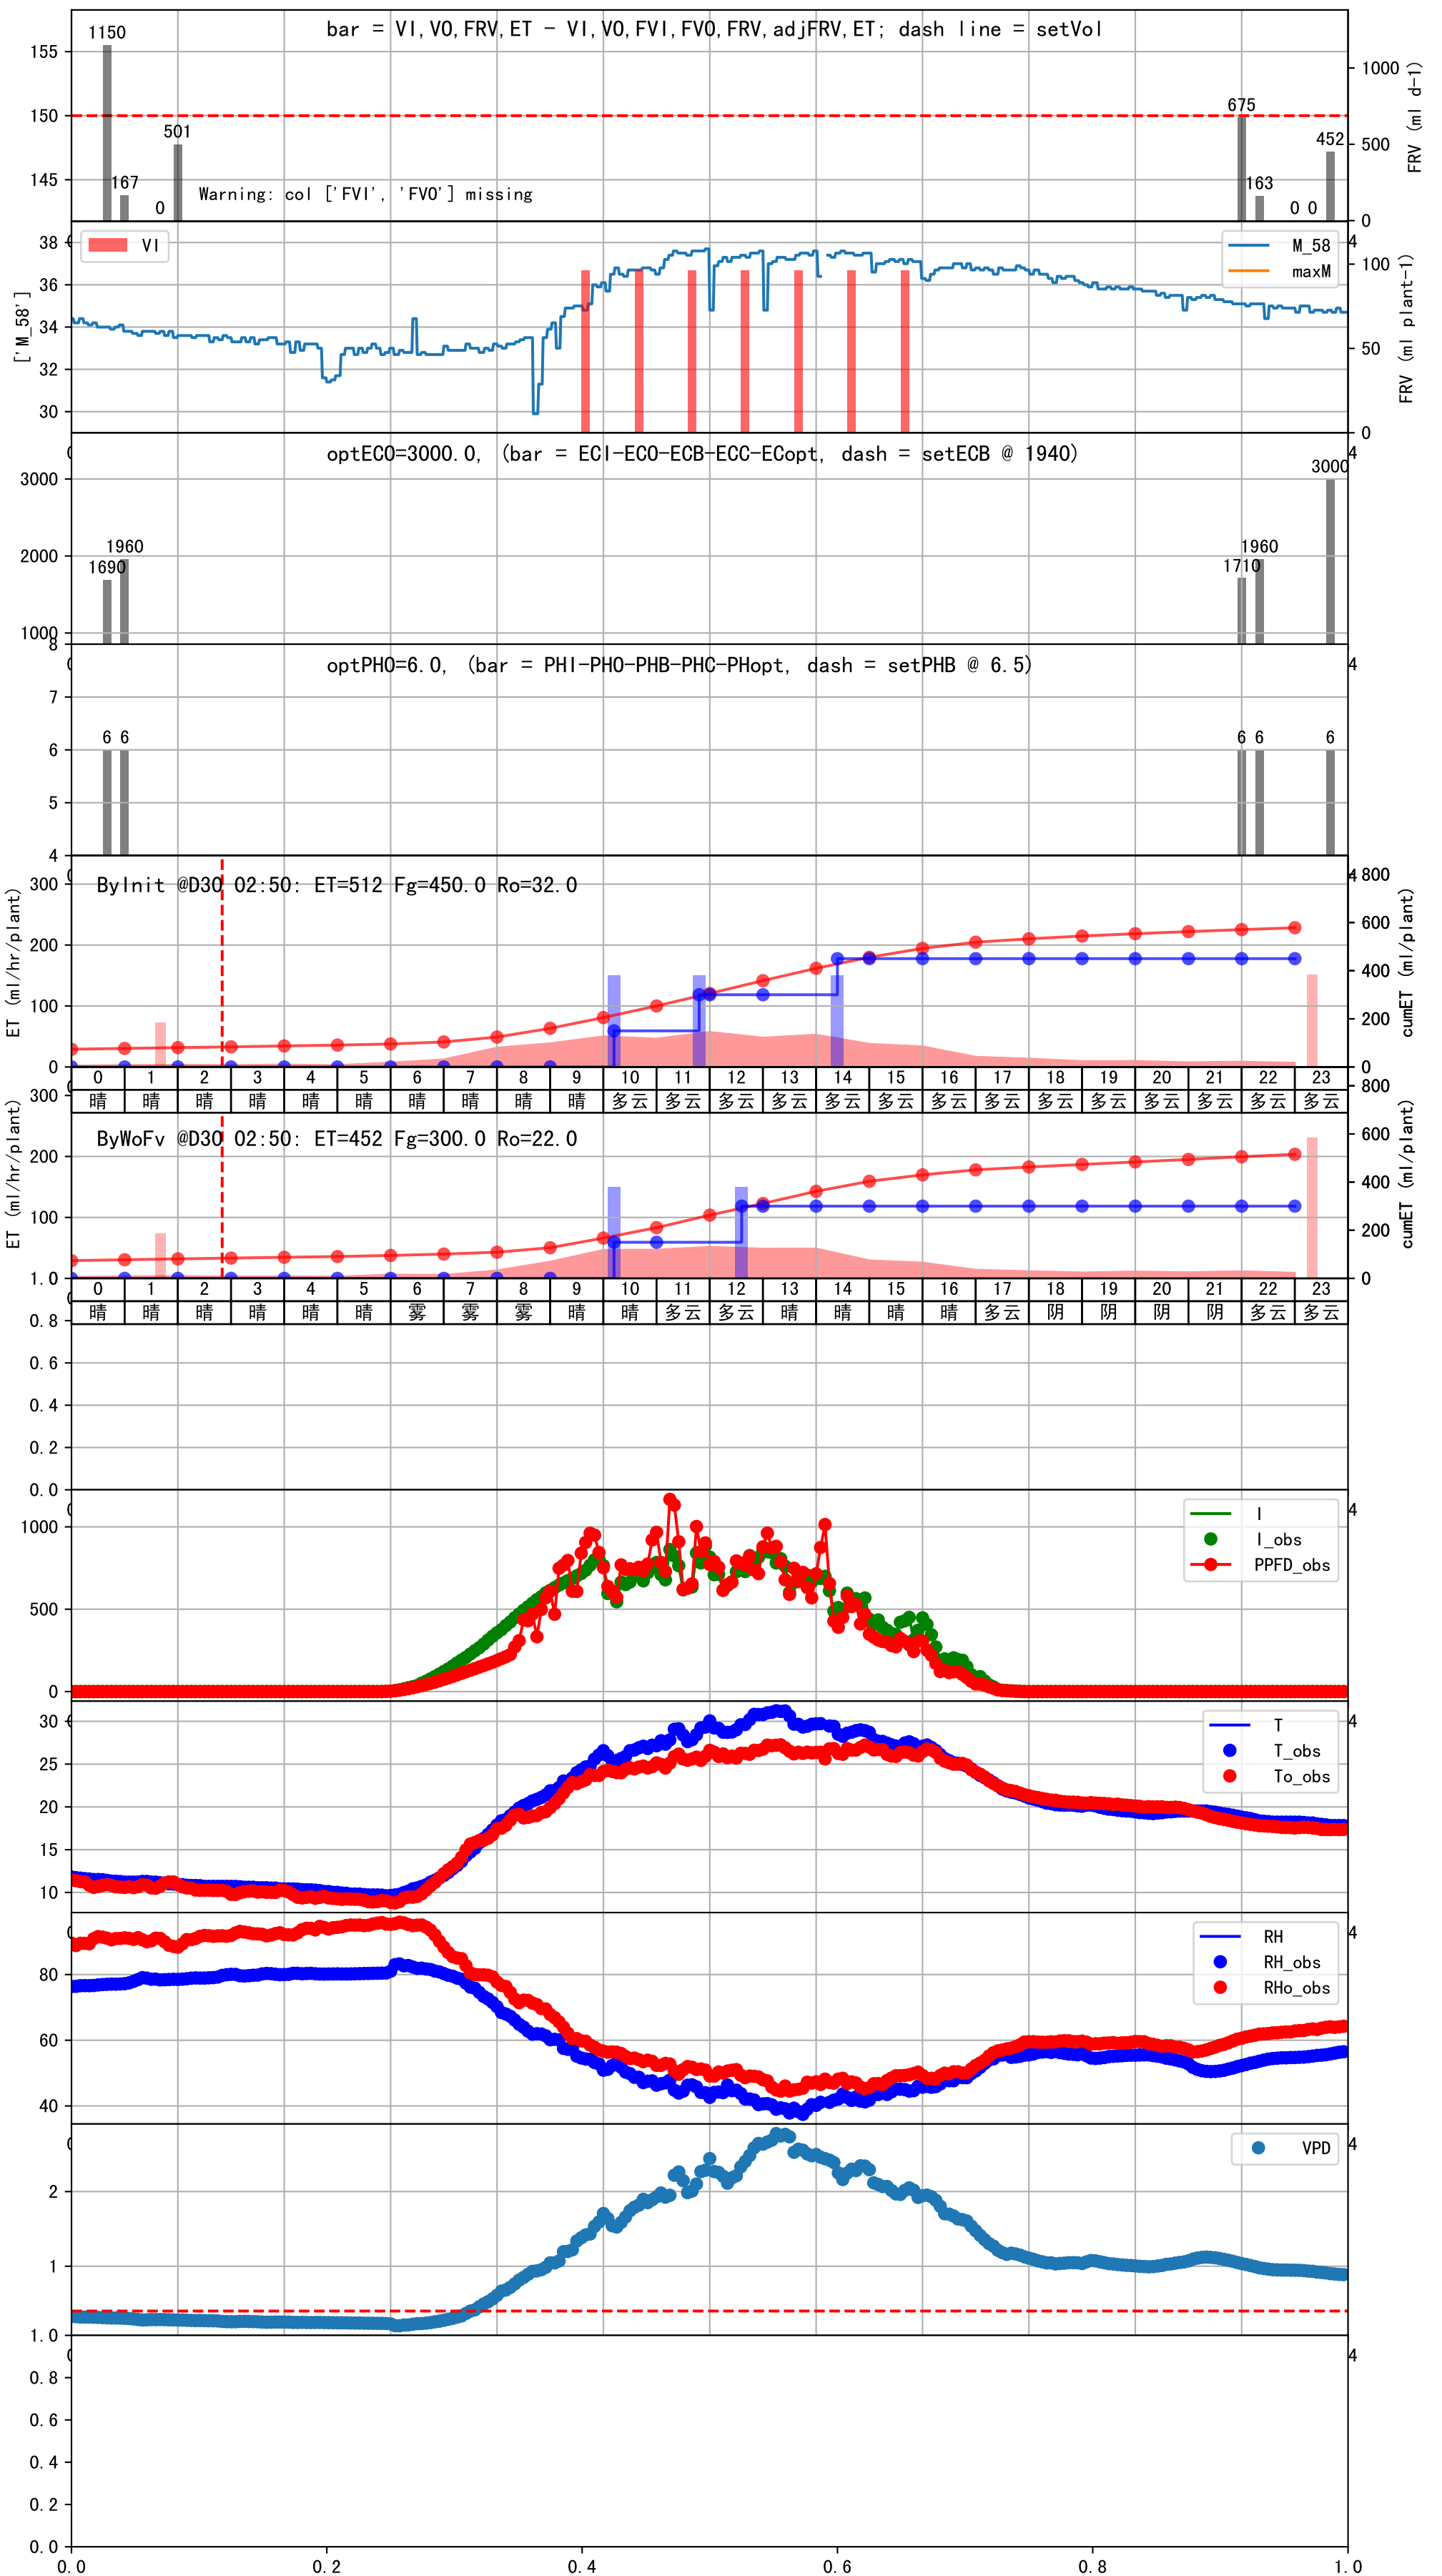 bar = VI,VO,FRV,ET - VI,VO,FVI,FVO,FRV,adjFRV,ET; dash line = setVol
1150
167
0
501
675
163
0 0
452
Warning: col ['FVI', 'FVO'] missing
155
150
145
1000
500
0
FRV (ml d-1)
VI
M_58
maxM
38
36
34
32
30
['M_58']
100
50
0
FRV (ml plant-1)
optECO=3000.0, (bar = ECI-ECO-ECB-ECC-ECopt, dash = setECB @ 1940)
3000
2000
1000
1690
1960
1710
1960
3000
optPHO=6.0, (bar = PHI-PHO-PHB-PHC-PHopt, dash = setPHB @ 6.5)
8
7
6
5
4
6 6
6 6
6
ByInit @D30 02:50: ET=512 Fg=450.0 Ro=32.0
300
200
100
0
ET (ml/hr/plant)
800
600
400
200
0
cumET (ml/plant)
0 1 2 3 4 5 6 7 8 9 10 11 12 13 14 15 16 17 18 19 20 21 22 23
晴 晴 晴 晴 晴 晴 晴 晴 晴 晴 多云 多云 多云 多云 多云 多云 多云 多云 多云 多云 多云 多云 多云 多云
ByWoFv @D30 02:50: ET=452 Fg=300.0 Ro=22.0
300
200
100
ET (ml/hr/plant)
800
600
400
200
0
cumET (ml/plant)
0 1 2 3 4 5 6 7 8 9 10 11 12 13 14 15 16 17 18 19 20 21 22 23
晴 晴 晴 晴 晴 晴 雾 雾 雾 晴 晴 多云 多云 晴 晴 晴 晴 多云 阴 阴 阴 阴 多云 多云
1.0
0.8
0.6
0.4
0.2
0.0
I
I_obs
PPFD_obs
1000
500
0
T
T_obs
To_obs
30
25
20
15
10
RH
RH_obs
RHo_obs
80
60
40
VPD
2
1
1.0
0.8
0.6
0.4
0.2
0.0
0.0 0.2 0.4 0.6 0.8 1.0